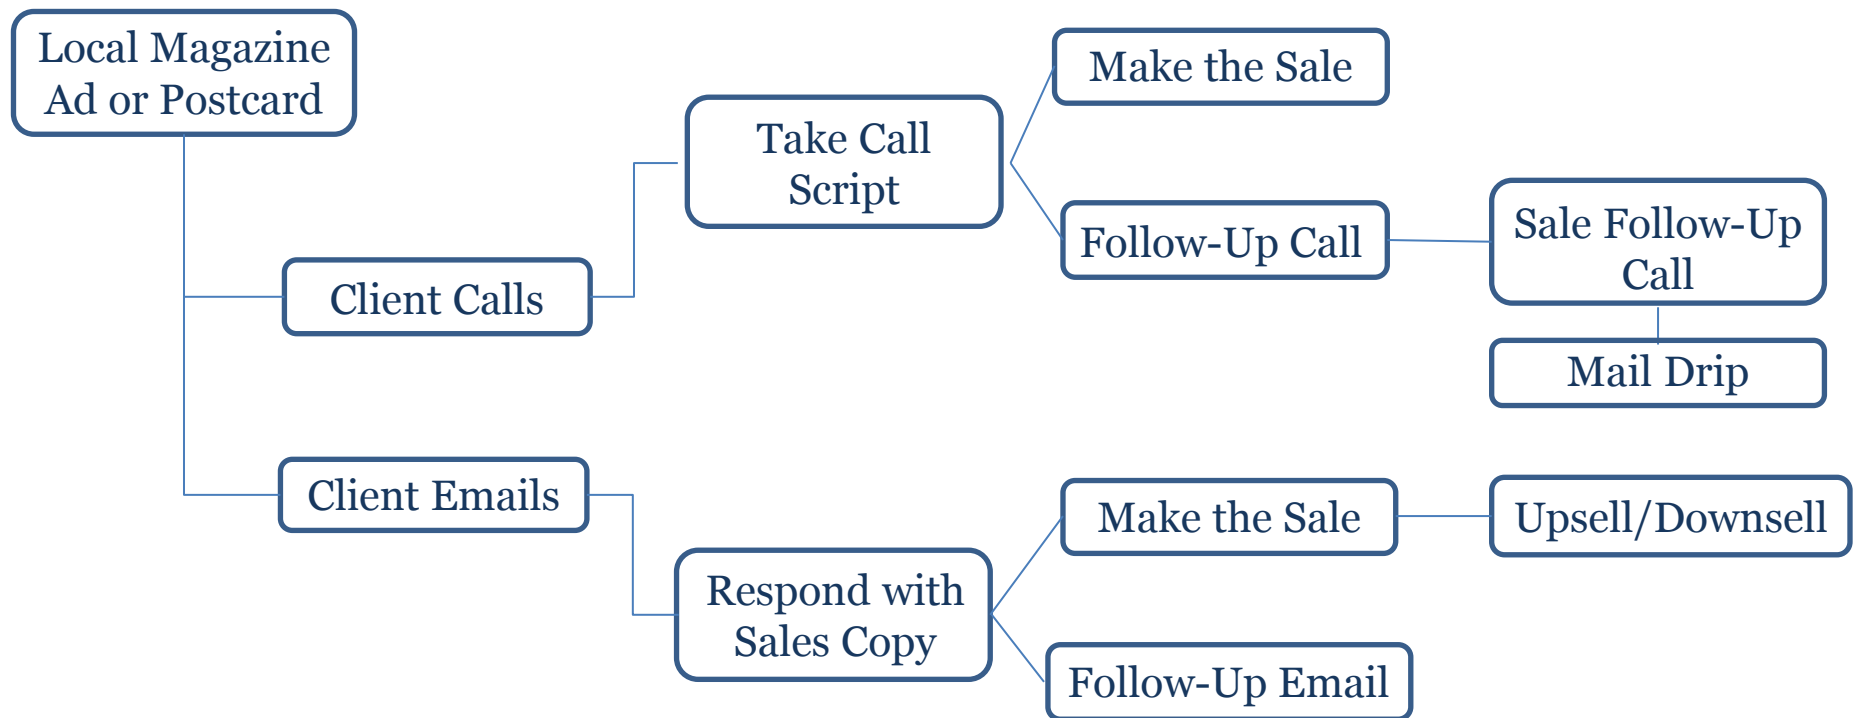 Local Magazine
Ad or Postcard
Client Calls
Take Call
Script
Make the Sale
Follow-Up Call
Sale Follow-Up
Call
Mail Drip
Client Emails
Respond with
Sales Copy
Make the Sale
Upsell/Downsell
Follow-Up Email